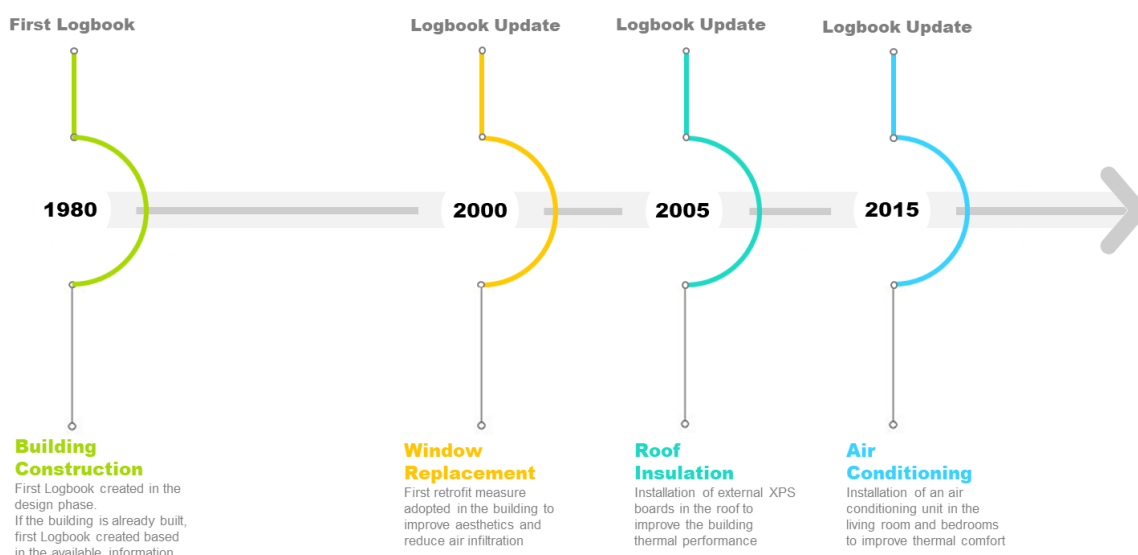 First Logbook
Logbook Update
Logbook Update
Logbook Update
1980
2000
2005
2015
Building
Construction
First Logbook created in the
design phase.
If the building is already built,
first Logbook created based
in the available information
Window
Replacement
First retrofit measure
adopted in the building to
improve aesthetics and
reduce air infiltration
Roof
Insulation
Installation of external XPS
boards in the roof to
improve the building
thermal performance
Air
Conditioning
Installation of an air
conditioning unit in the
living room and bedrooms
to improve thermal comfort